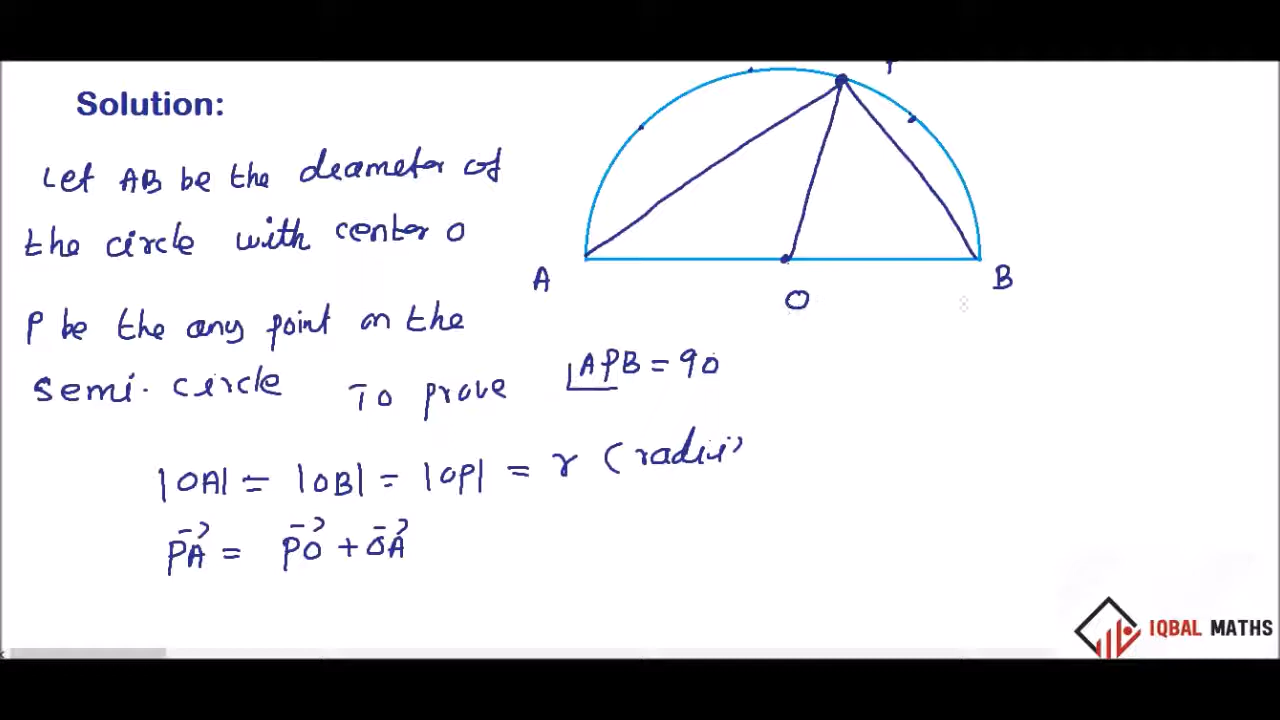 Solution:
Let AB be the diameter of
the circle with center O
P be the any point on the
semi-circle To prove
APB = 90
|OA| = |OB| = |OP| = r (radius)
PA = PO + OA
A
B
O
P
IQBAL MATHS